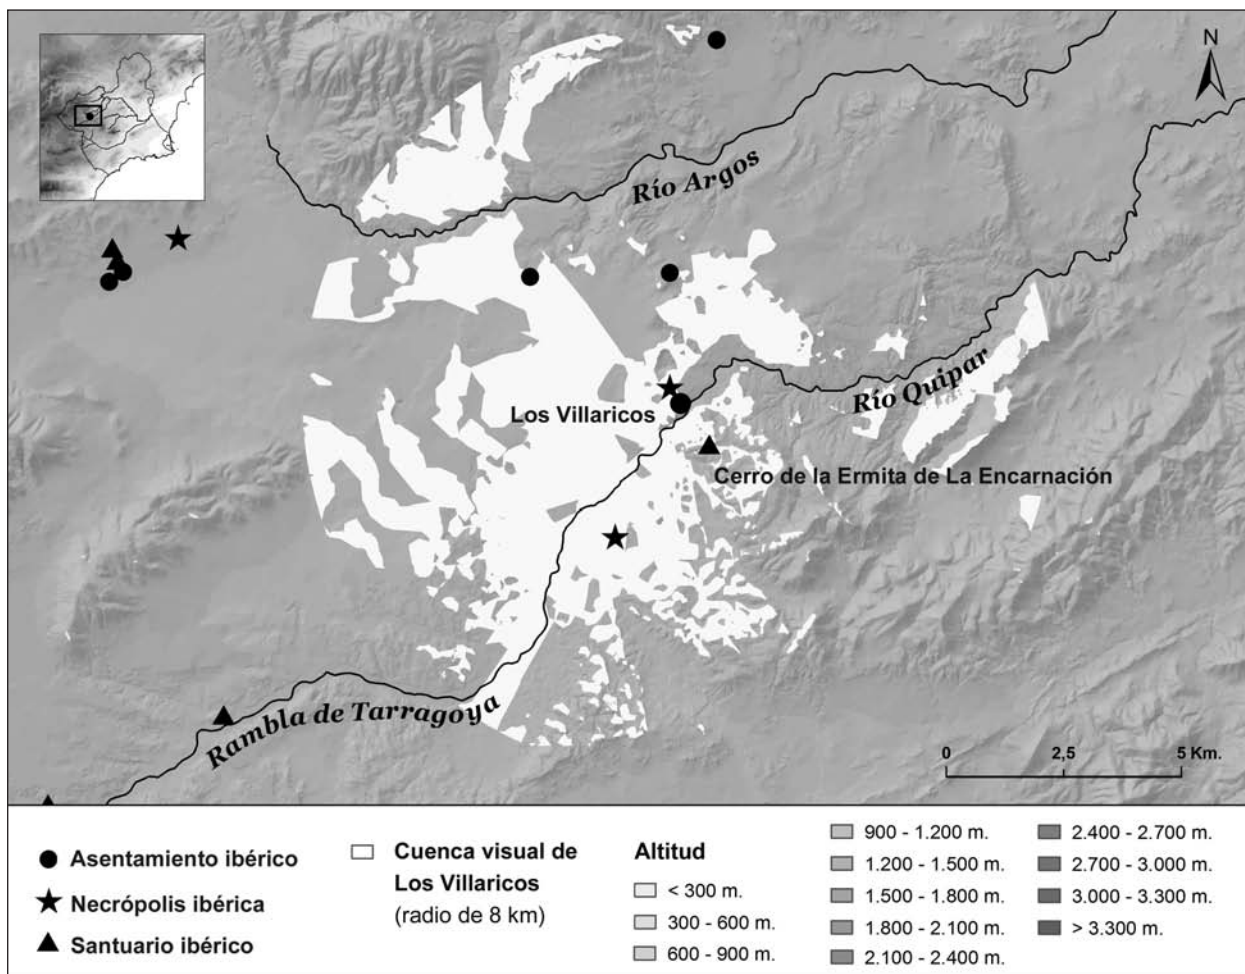 N
Río Argos
Río Quipar
Los Villaricos
Cerro de la Ermita de La Encarnación
Rambla de Tarragoya
0 2,5 5 Km.
Asentamiento ibérico
Necrópolis ibérica
Santuario ibérico
Cuenca visual de
Los Villaricos
(radio de 8 km)
Altitud
< 300 m.
300 - 600 m.
600 - 900 m.
900 - 1.200 m.
1.200 - 1.500 m.
1.500 - 1.800 m.
1.800 - 2.100 m.
2.100 - 2.400 m.
2.400 - 2.700 m.
2.700 - 3.000 m.
3.000 - 3.300 m.
> 3.300 m.